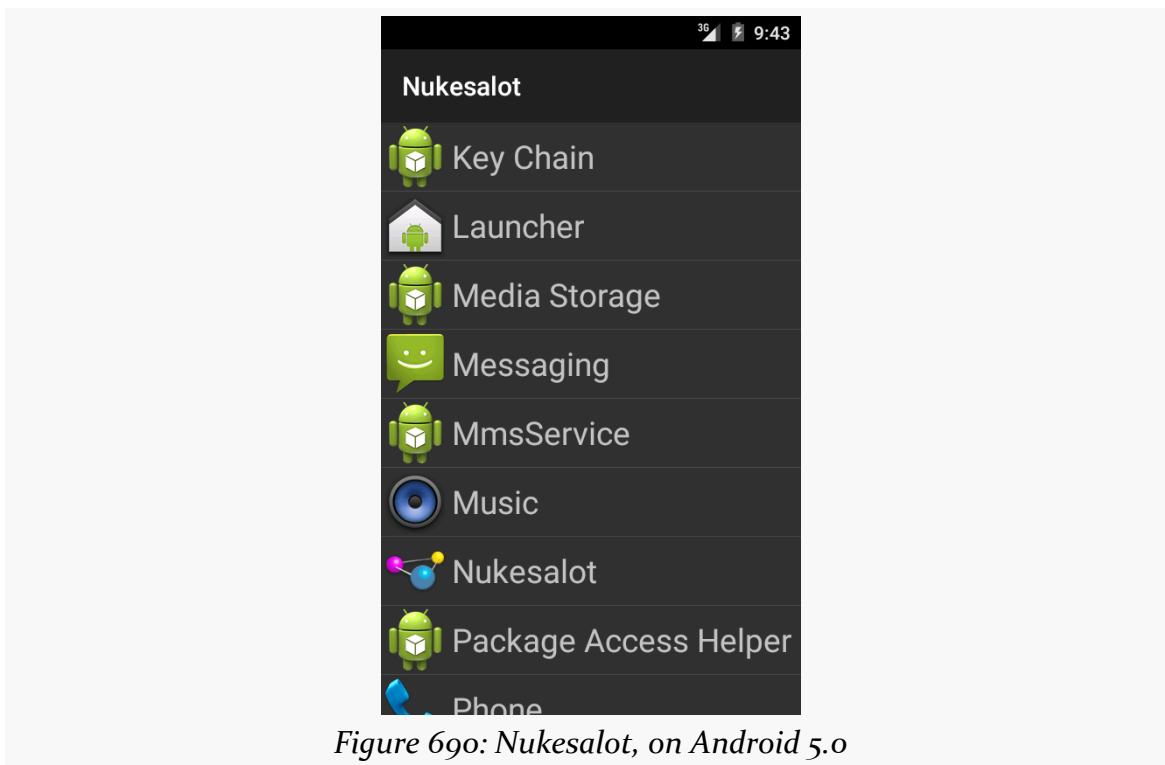 3G 9:43
Nukesalot
Key Chain
Launcher
Media Storage
Messaging
MmsService
Music
Nukesalot
Package Access Helper
Phone
Figure 690: Nukesalot, on Android 5.0